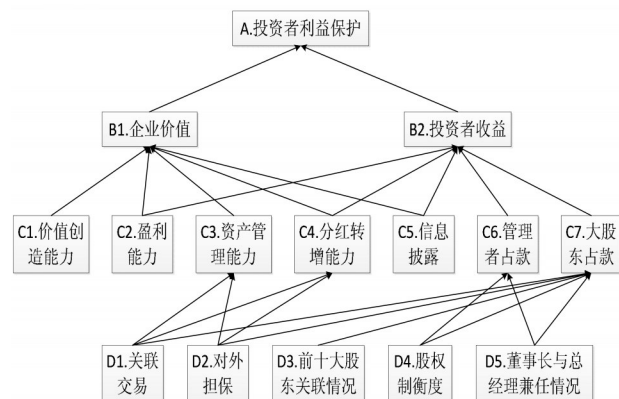 A.投资者利益保护
B1.企业价值
B2.投资者收益
C1.价值创
造能力
C2.盈利
能力
C3.资产管
理能力
C4.分红转
增能力
C5.信息
披露
C6.管理
者占款
C7.大股
东占款
D1.关联
交易
D2.对外
担保
D3.前十大股
东关联情况
D4.股权
制衡度
D5.董事长与总
经理兼任情况